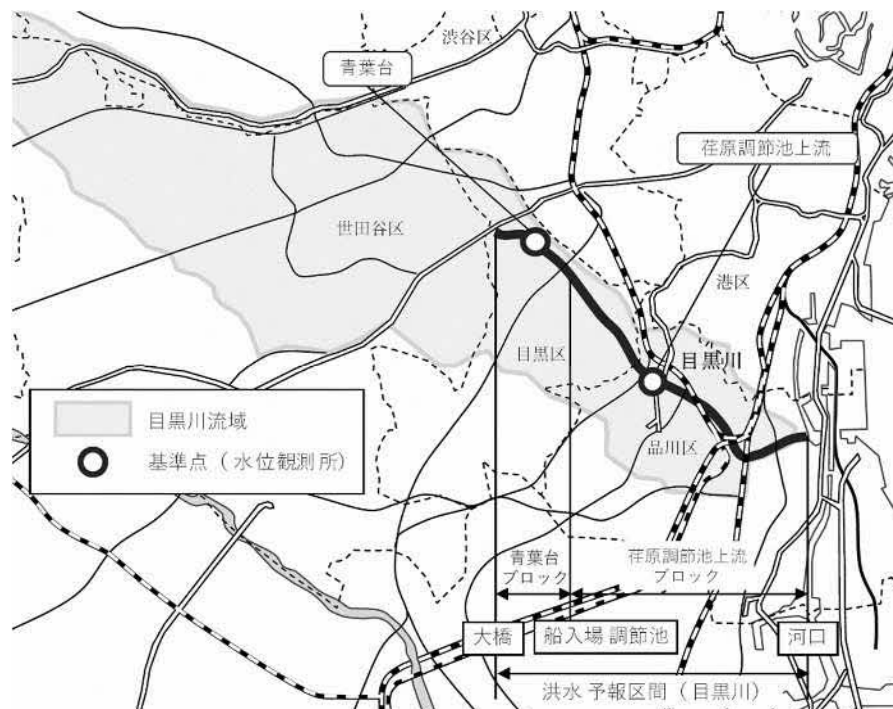 渋谷区
青葉台
荏原調節池上流
世田谷区
港区
目黒区
目黒川
品川区
目黒川流域
基準点（水位観測所）
青葉台
ブロック
荏原調節池上流
ブロック
大橋
船入場調節池
河口
洪水予報区間（目黒川）